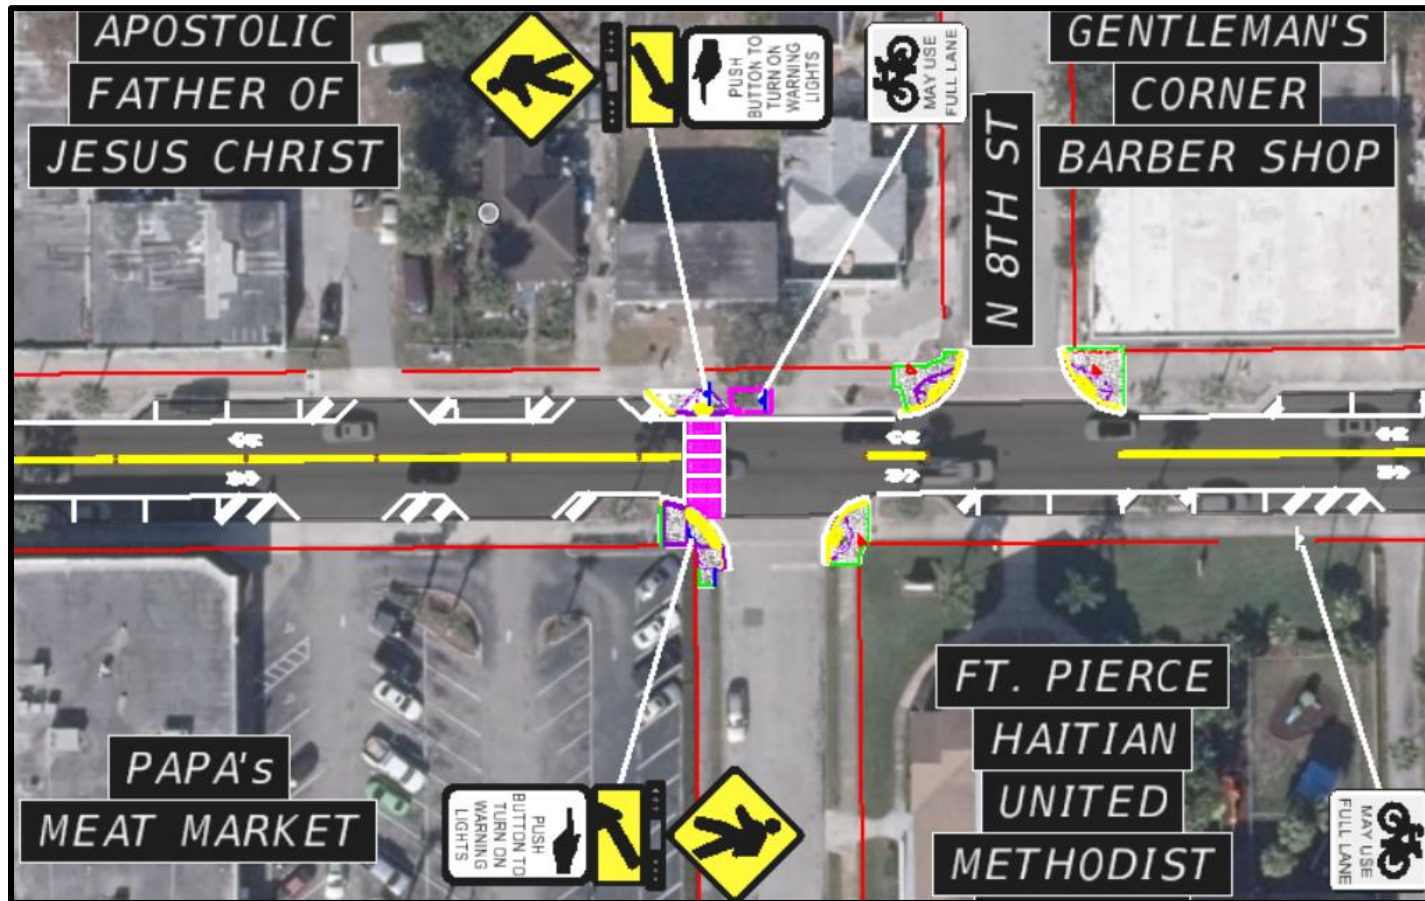 APOSTOLIC
FATHER OF
JESUS CHRIST
PUSH
BUTTON TO
TURN ON
WARNING
LIGHTS
MAY USE
FULL LANE
N 8TH ST
GENTLEMAN'S
CORNER
BARBER SHOP
PAPA's
MEAT MARKET
PUSH
BUTTON TO
TURN ON
WARNING
LIGHTS
FT. PIERCE
HAITIAN
UNITED
METHODIST
MAY USE
FULL LANE